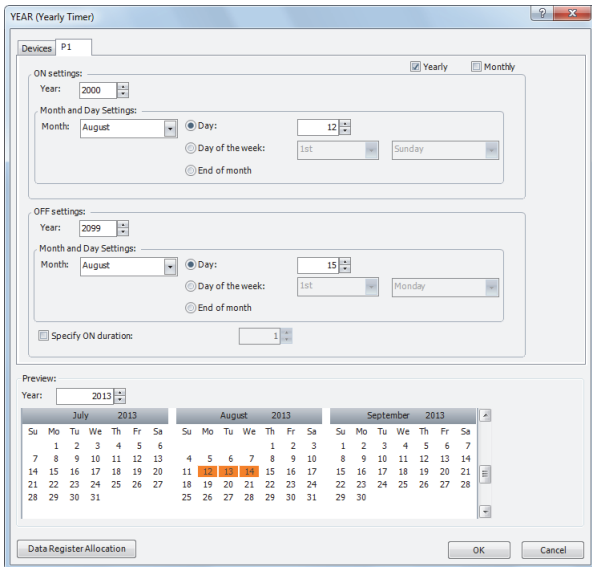 YEAR (Yearly Timer)
Devices P1
Yearly Monthly
ON settings:
Year: 2000
Month and Day Settings:
Month: August Day: 12
Day of the week: 1st Sunday
End of month
OFF settings:
Year: 2099
Month and Day Settings:
Month: August Day: 15
Day of the week: 1st Monday
End of month
Specify ON duration: 1
Preview:
Year: 2013
July 2013 August 2013 September 2013
Su Mo Tu We Th Fr Sa Su Mo Tu We Th Fr Sa Su Mo Tu We Th Fr Sa
1 2 3 4 5 6 1 2 3 1 2 3 4 5 6 7
7 8 9 10 11 12 13 4 5 6 7 8 9 10 8 9 10 11 12 13 14
14 15 16 17 18 19 20 11 12 13 14 15 16 17 15 16 17 18 19 20 21
21 22 23 24 25 26 27 18 19 20 21 22 23 24 22 23 24 25 26 27 28
28 29 30 31 25 26 27 28 29 30 31 29 30
Data Register Allocation OK Cancel